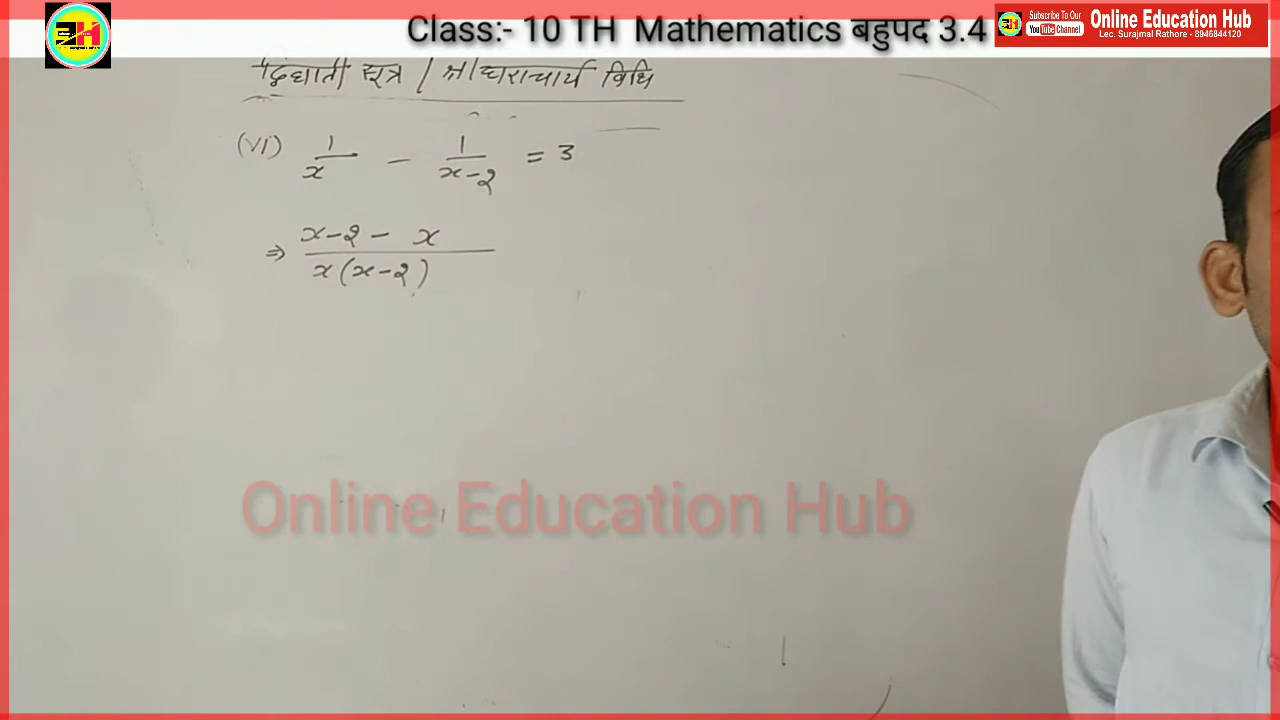 Class:- 10 TH Mathematics बहुपद 3.4
Subscribe To Our
YouTube Channel
Online Education Hub
Lec. Surajmal Rathore - 8946844120
द्विघाती सूत्र / श्रीधराचार्य विधि
(VI) 1/x - 1/(x-2) = 3
⇒ (x-2 - x)/(x(x-2))
Online Education Hub